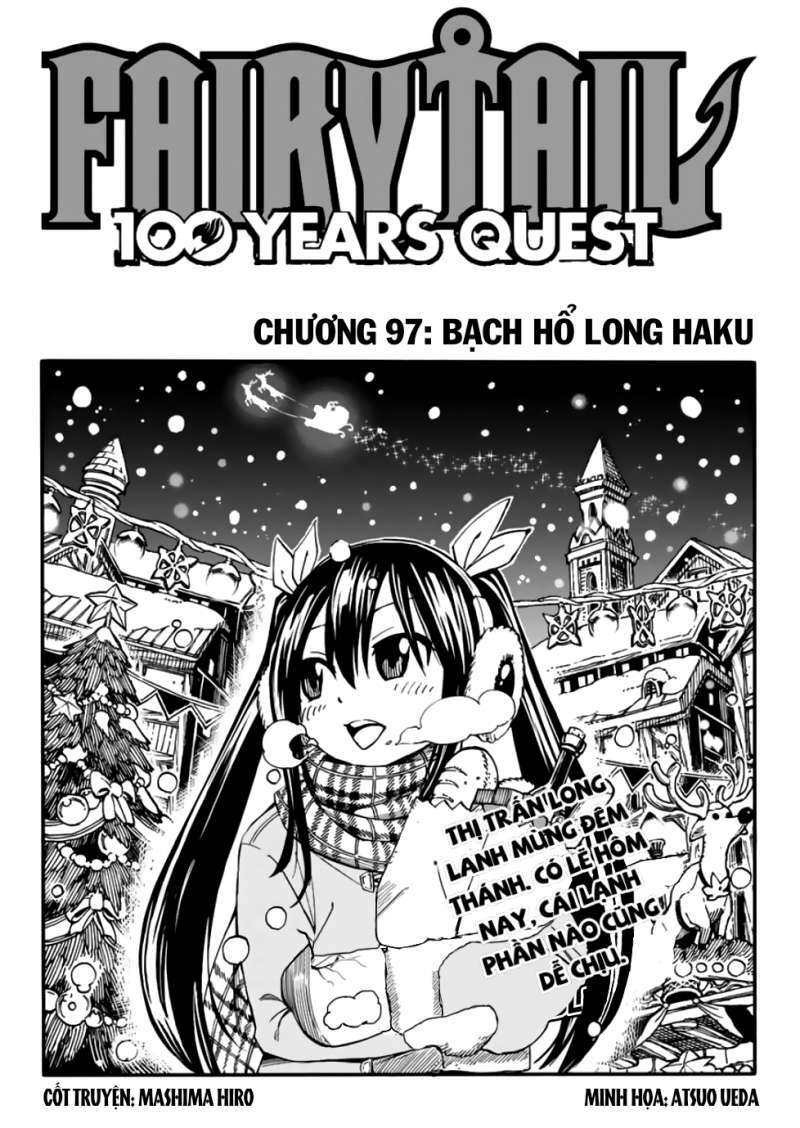 FAIRY TAIL
100 YEARS QUEST
CHƯƠNG 97: BẠCH HỔ LONG HAKU
THỊ TRẤN LONG
LANH MỪNG ĐÊM
THÁNH. CÓ LẼ HÔM
NAY, CÁI LẠNH
PHẦN NÀO CŨNG
DỄ CHỊU.
CỐT TRUYỆN: MASHIMA HIRO
MINH HỌA: ATSUO UEDA